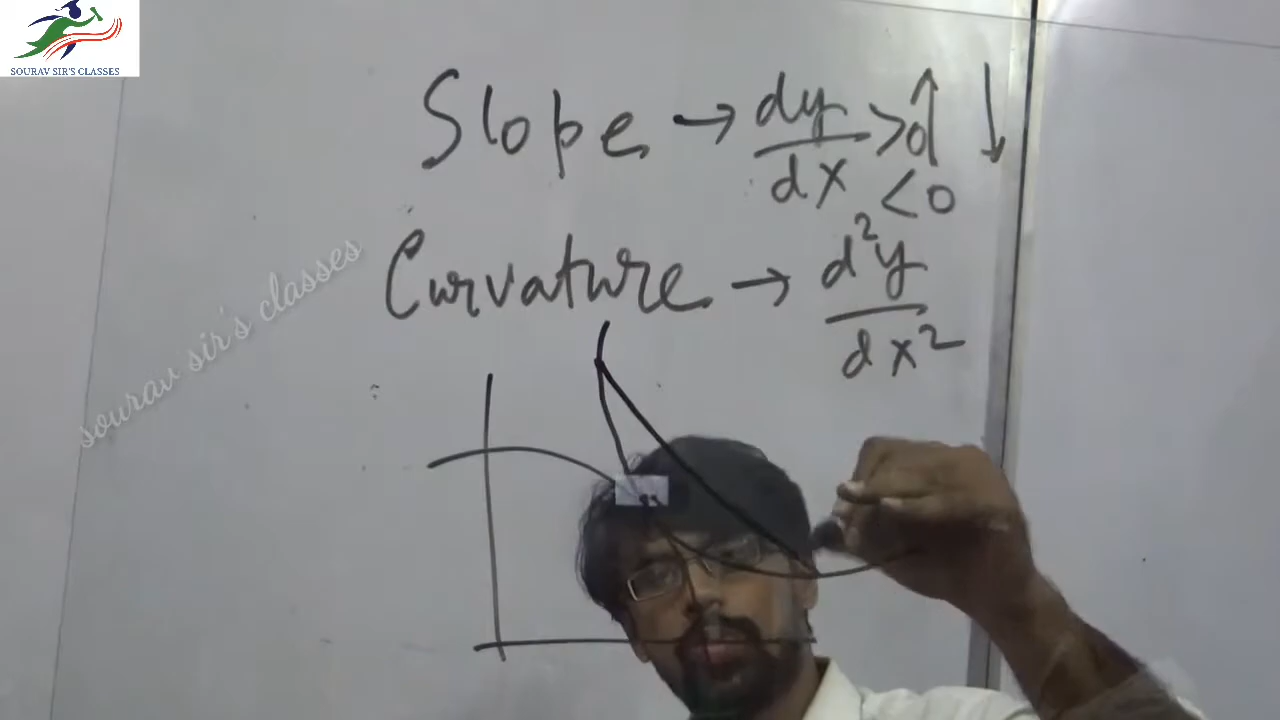 SOURAV SIR'S CLASSES
Slope → dy/dx >0 ↑ ↓
<0
Curvature → d²y/dx²
sourav sir's classes